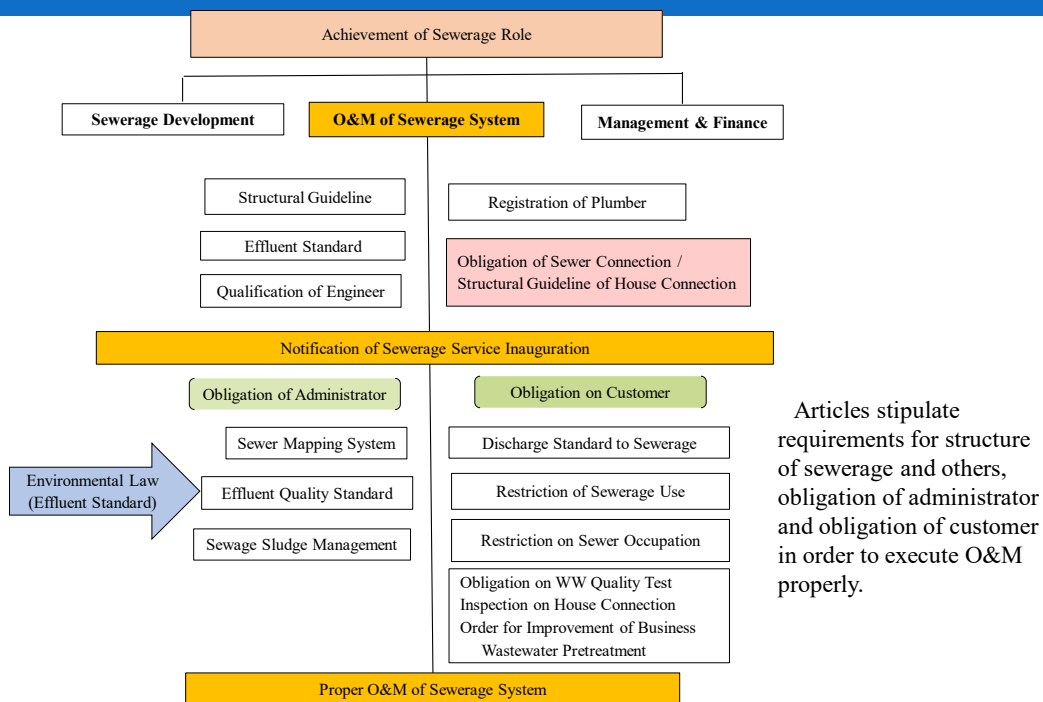 Achievement of Sewerage Role
Sewerage Development
O&M of Sewerage System
Management & Finance
Structural Guideline
Registration of Plumber
Effluent Standard
Obligation of Sewer Connection /
Structural Guideline of House Connection
Qualification of Engineer
Notification of Sewerage Service Inauguration
Obligation of Administrator
Obligation on Customer
Sewer Mapping System
Discharge Standard to Sewerage
Environmental Law
(Effluent Standard)
Effluent Quality Standard
Restriction of Sewerage Use
Sewage Sludge Management
Restriction on Sewer Occupation
Obligation on WW Quality Test
Inspection on House Connection
Order for Improvement of Business
Wastewater Pretreatment
Proper O&M of Sewerage System
Articles stipulate
requirements for structure
of sewerage and others,
obligation of administrator
and obligation of customer
in order to execute O&M
properly.